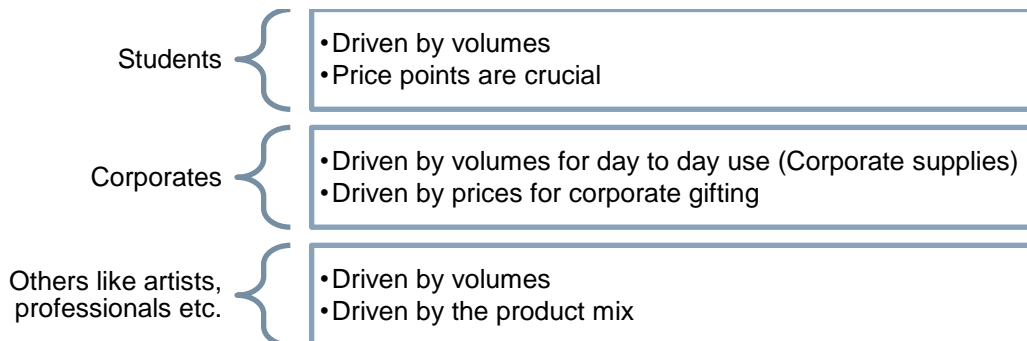 Students
•Driven by volumes
•Price points are crucial
Corporates
•Driven by volumes for day to day use (Corporate supplies)
•Driven by prices for corporate gifting
Others like artists,
professionals etc.
•Driven by volumes
•Driven by the product mix